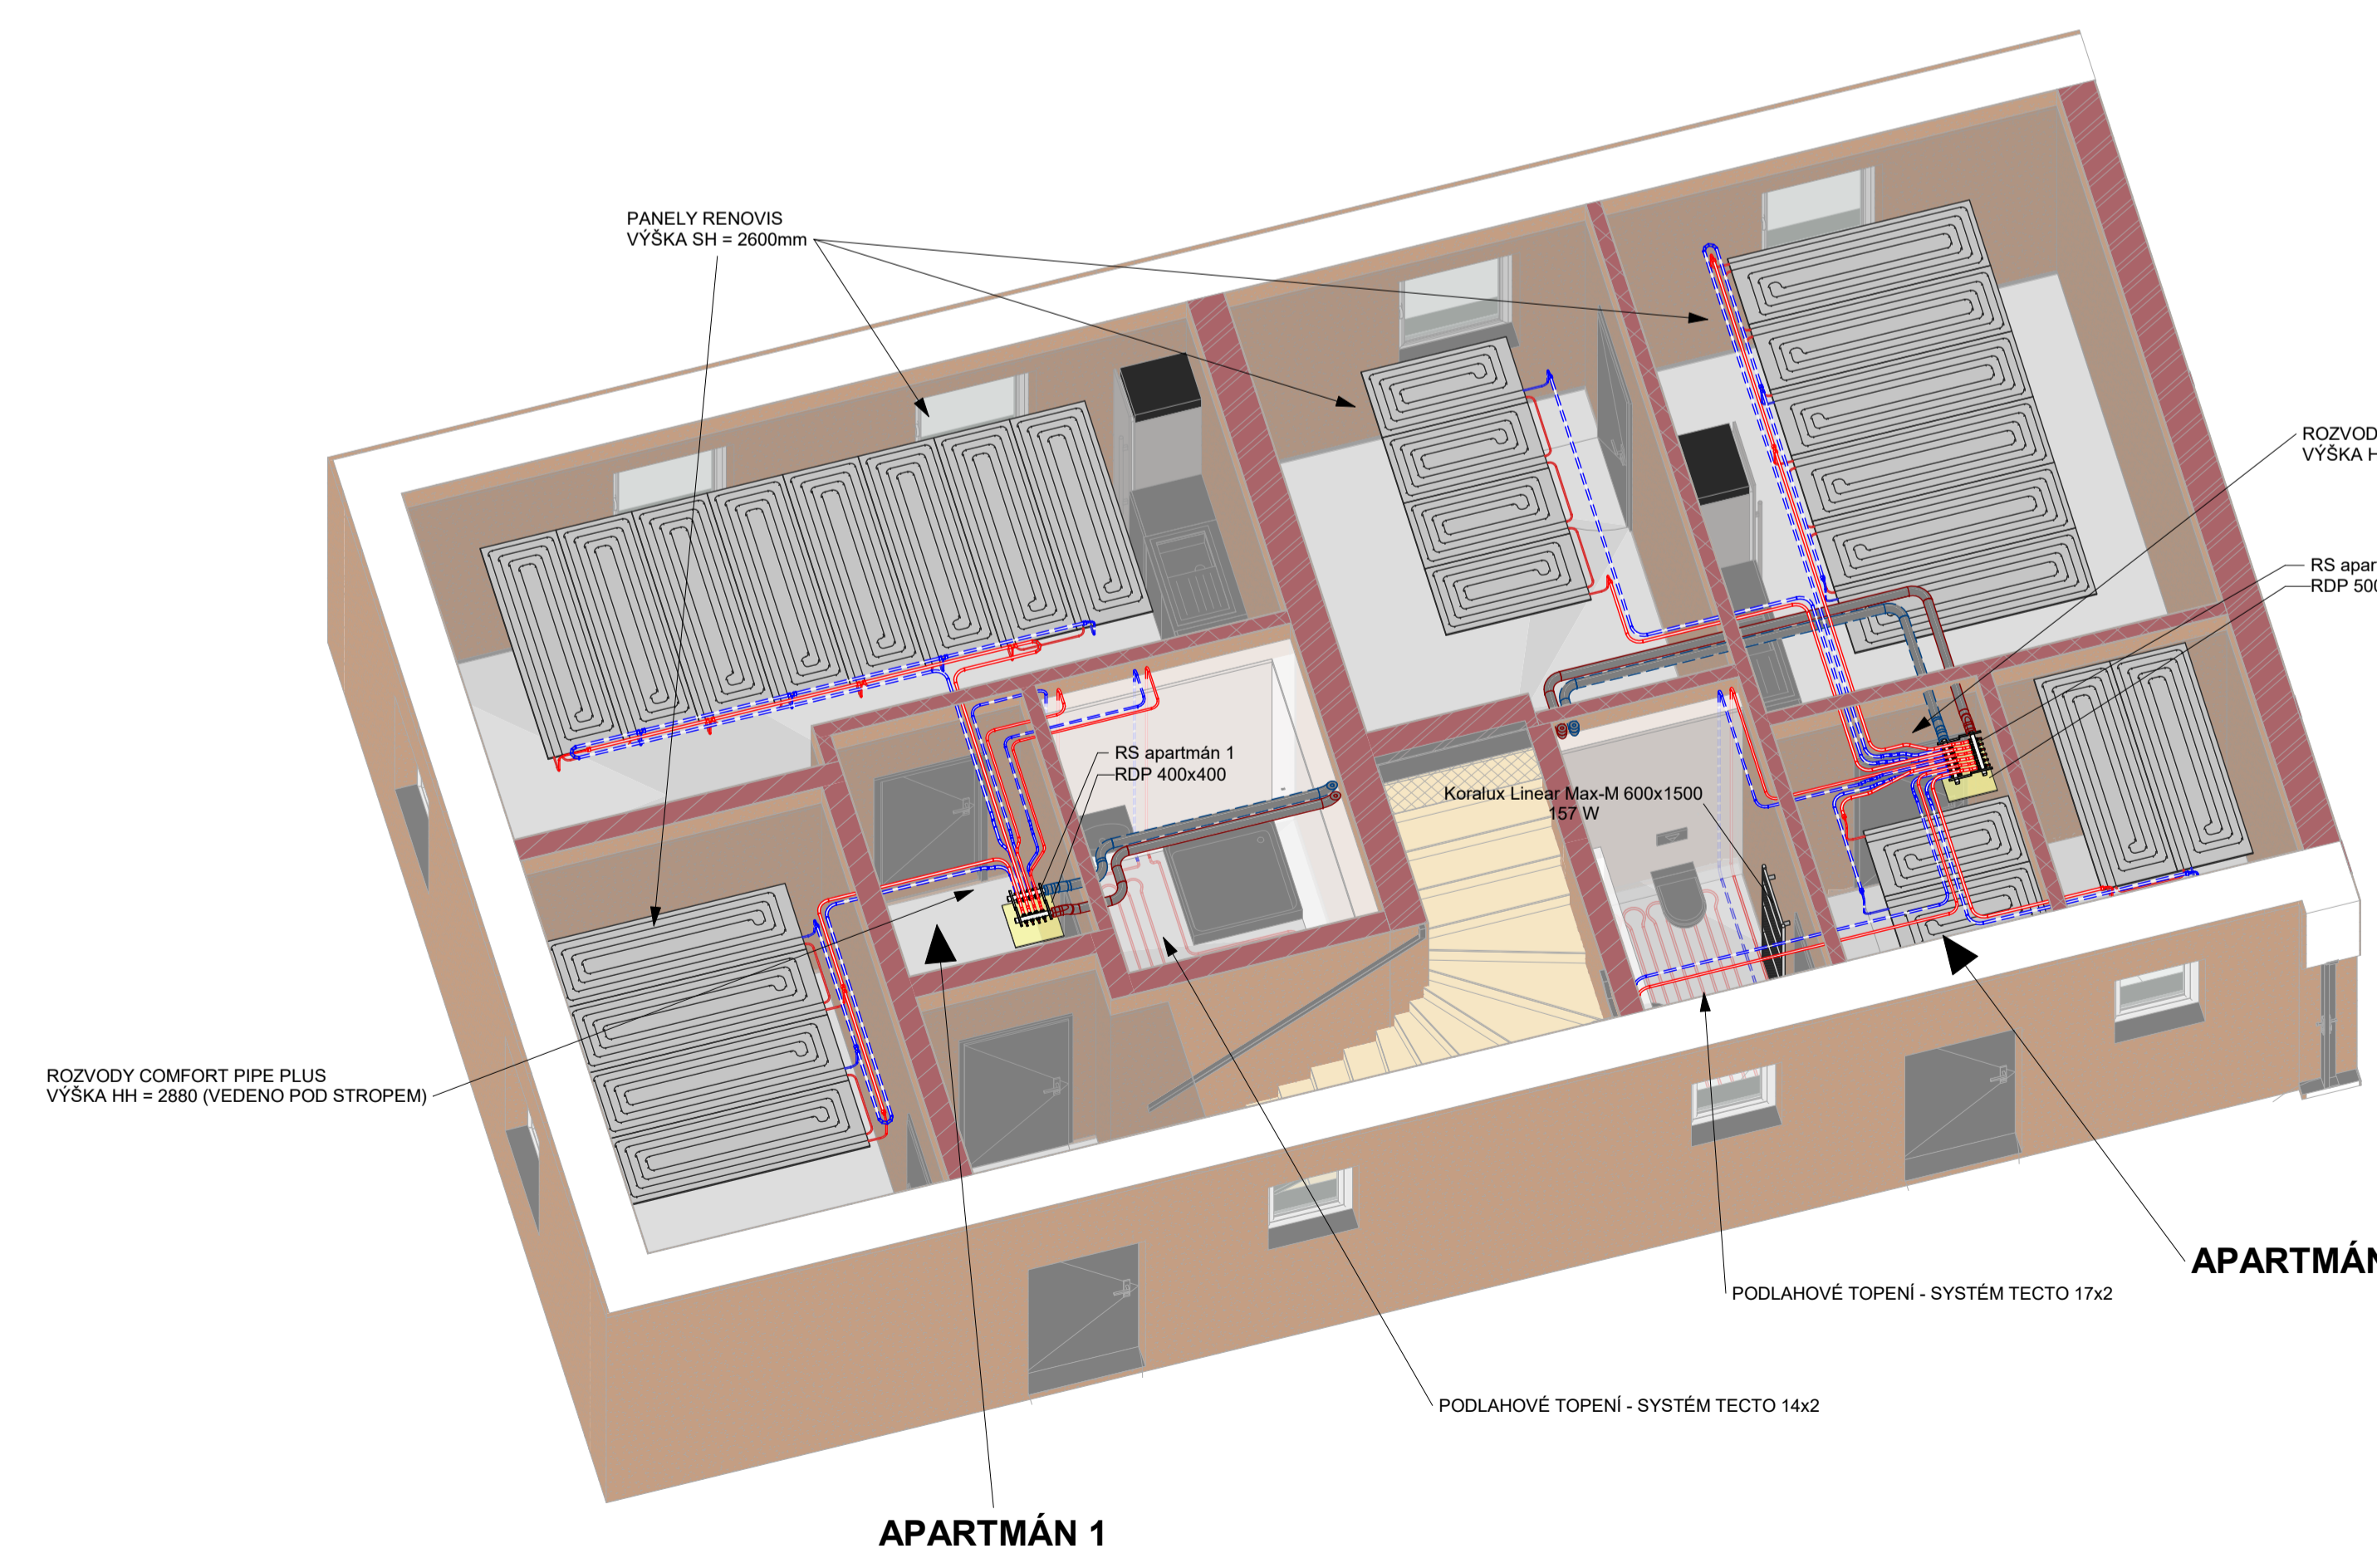 PANELY RENOVIS
VÝŠKA SH = 2600mm
ROZVOD
VÝŠKA H
RS apar
RDP 500
RS apartmán 1
RDP 400x400
Koralux Linear Max-M 600x1500
157 W
ROZVODY COMFORT PIPE PLUS
VÝŠKA HH = 2880 (VEDENO POD STROPEM)
APARTMÁN
PODLAHOVÉ TOPENÍ - SYSTÉM TECTO 17x2
PODLAHOVÉ TOPENÍ - SYSTÉM TECTO 14x2
APARTMÁN 1